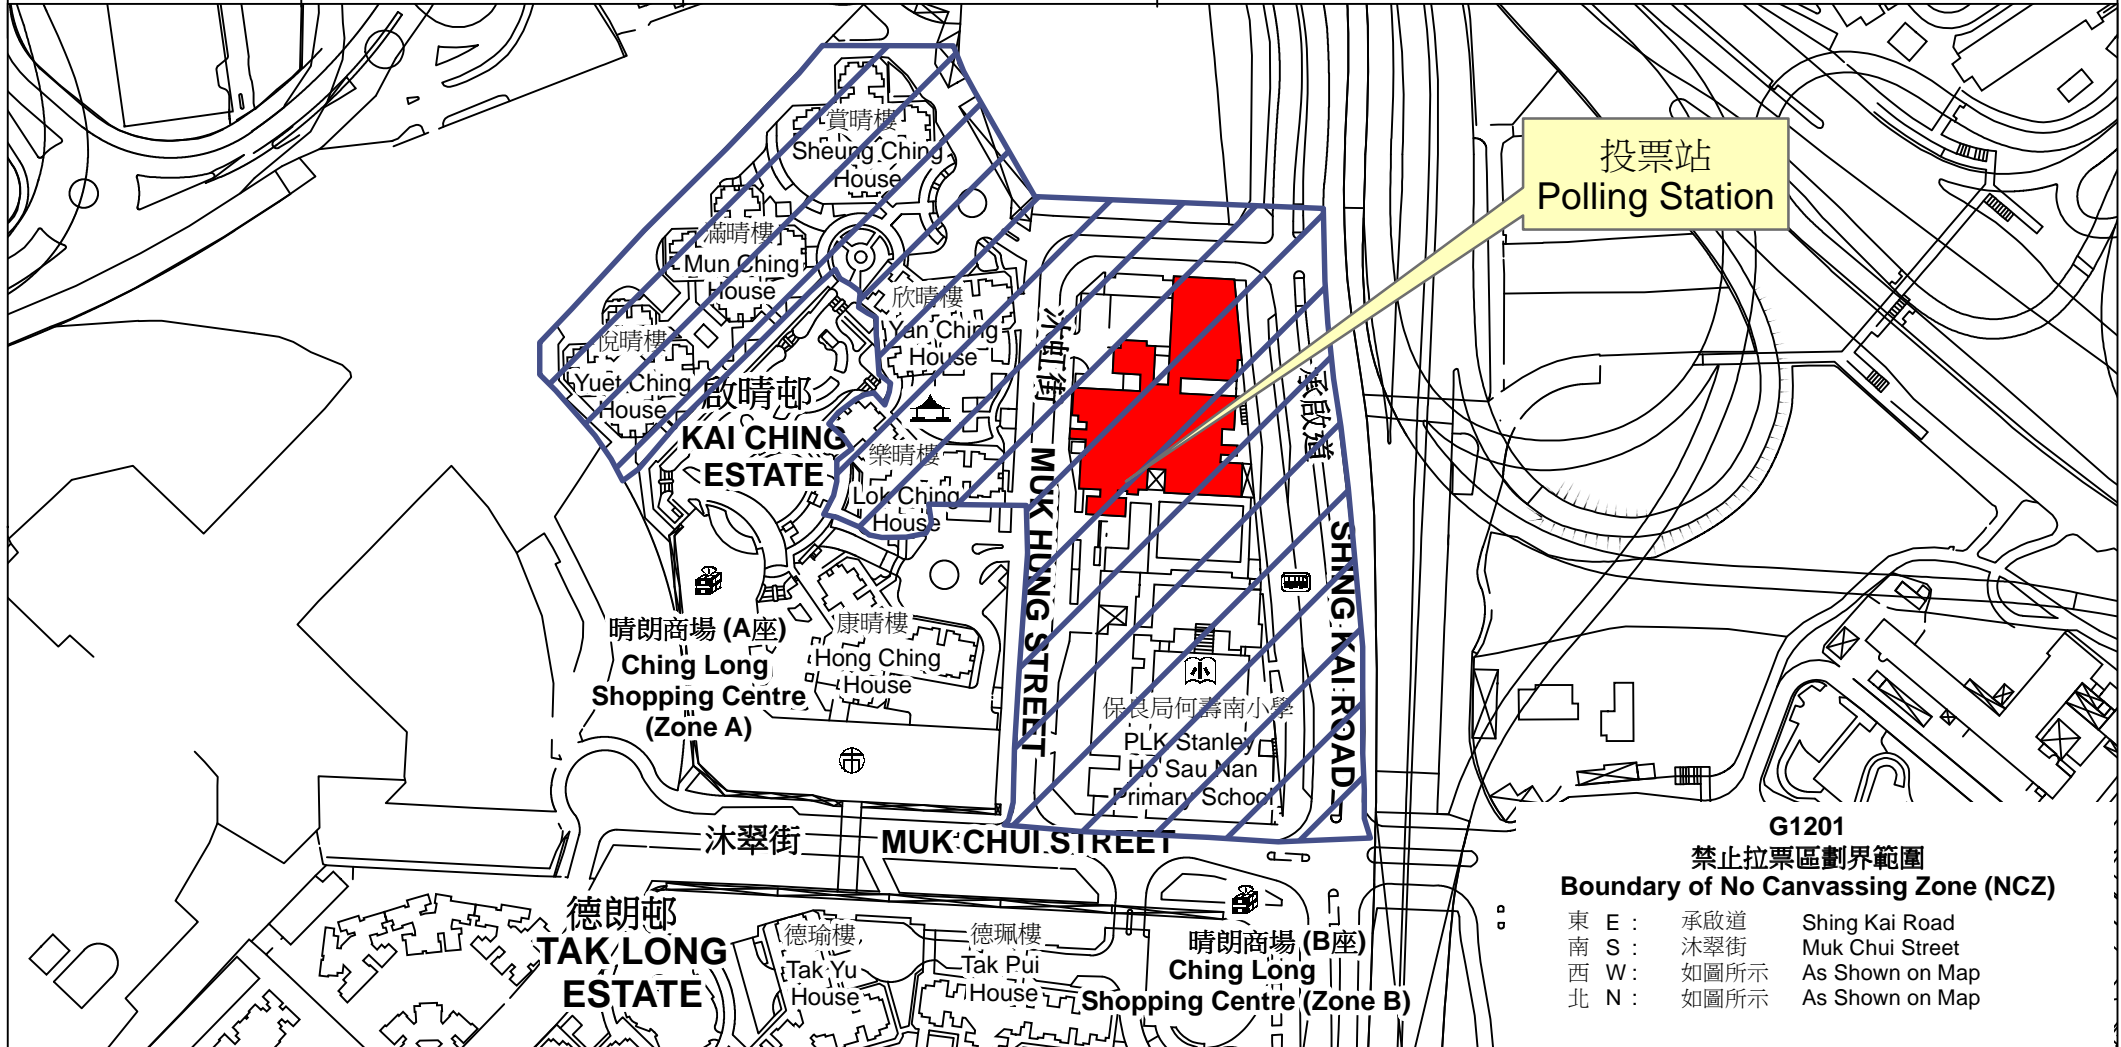 投票站
Polling Station
賞晴樓
Sheung Ching
House
滿晴樓
Mun Ching
House
悅晴樓
Yuet Ching
House
欣晴樓
Yan Ching
House
啟晴邨
KAI CHING
ESTATE
樂晴樓
Lok Ching
House
沐虹街
MUK HUNG STREET
承啟道
SHING KAI ROAD
晴朗商場 (A座)
Ching Long
Shopping Centre
(Zone A)
康晴樓
Hong Ching
House
市
小
保良局何壽南小學
PLK Stanley
Ho Sau Nan
Primary School
沐翠街
MUK CHUI STREET
德朗邨
TAK LONG
ESTATE
德瑜樓
Tak Yu
House
德珮樓
Tak Pui
House
晴朗商場 (B座)
Ching Long
Shopping Centre (Zone B)
G1201
禁止拉票區劃界範圍
Boundary of No Canvassing Zone (NCZ)
東 E : 承啟道 Shing Kai Road
南 S : 沐翠街 Muk Chui Street
西 W : 如圖所示 As Shown on Map
北 N : 如圖所示 As Shown on Map